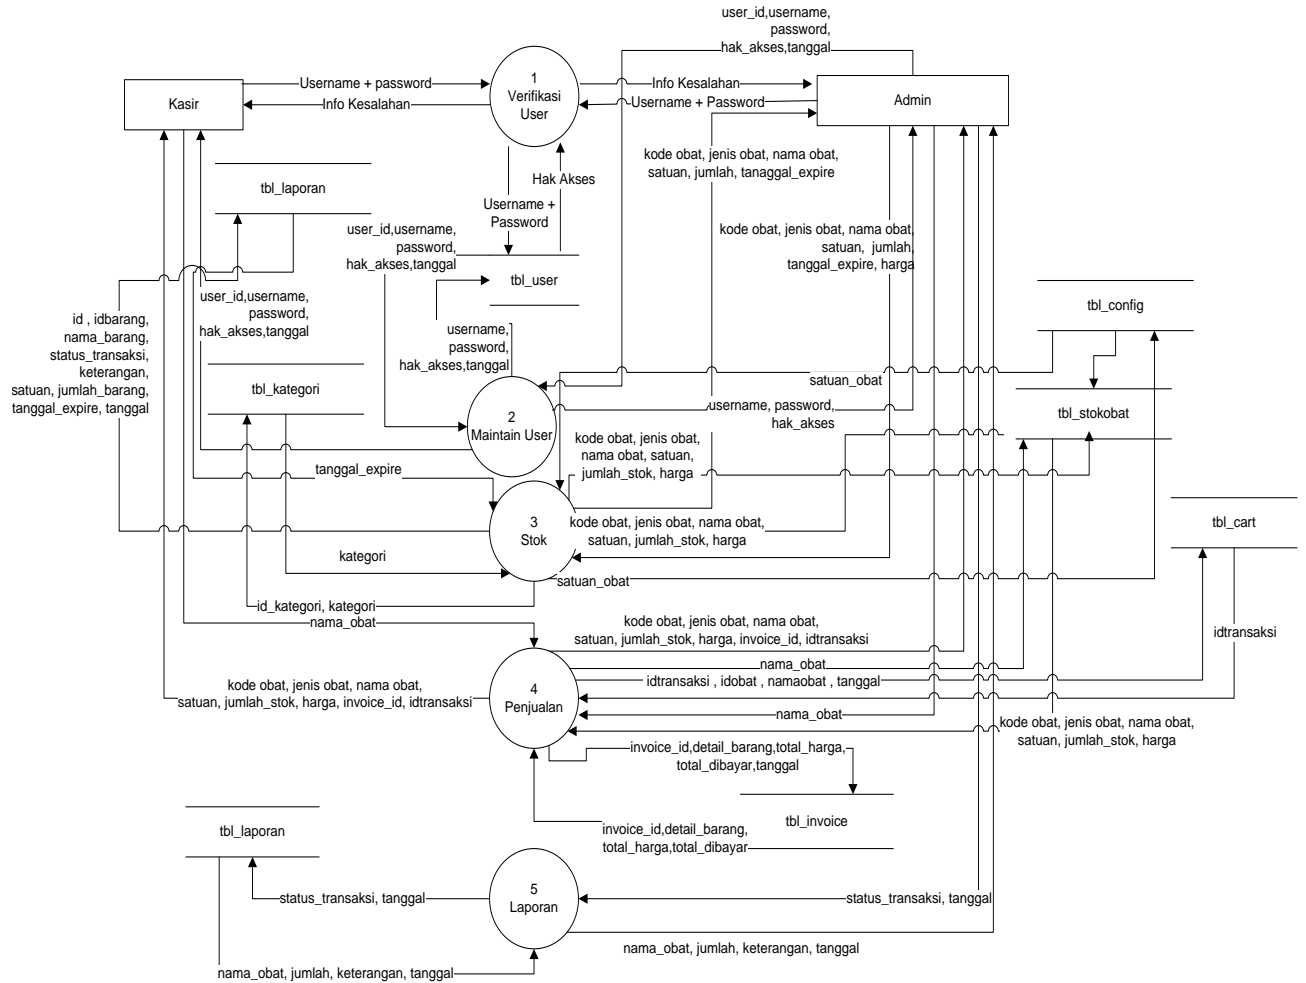 user_id,username,
password,
hak_akses,tanggal
Kasir
Username + password
Info Kesalahan
1
Verifikasi
User
Info Kesalahan
Username + Password
Admin
kode obat, jenis obat, nama obat,
satuan, jumlah, tanaggal_expire
Hak Akses
Username +
Password
tbl_laporan
user_id,username,
password,
hak_akses,tanggal
kode obat, jenis obat, nama obat,
satuan, jumlah,
tanggal_expire, harga
tbl_user
tbl_config
user_id,username,
password,
hak_akses,tanggal
id , idbarang,
nama_barang,
status_transaksi,
keterangan,
satuan, jumlah_barang,
tanggal_expire, tanggal
username,
password,
hak_akses,tanggal
tbl_kategori
satuan_obat
tbl_stokobat
2
Maintain User
username, password,
hak_akses
kode obat, jenis obat,
nama obat, satuan,
jumlah_stok, harga
tanggal_expire
3
Stok
kode obat, jenis obat, nama obat,
satuan, jumlah_stok, harga
tbl_cart
kategori
satuan_obat
id_kategori, kategori
nama_obat
kode obat, jenis obat, nama obat,
satuan, jumlah_stok, harga, invoice_id, idtransaksi
idtransaksi
nama_obat
idtransaksi , idobat , namaobat , tanggal
4
Penjualan
kode obat, jenis obat, nama obat,
satuan, jumlah_stok, harga, invoice_id, idtransaksi
nama_obat
kode obat, jenis obat, nama obat,
satuan, jumlah_stok, harga
invoice_id,detail_barang,total_harga,
total_dibayar,tanggal
tbl_invoice
invoice_id,detail_barang,
total_harga,total_dibayar
tbl_laporan
5
Laporan
status_transaksi, tanggal
status_transaksi, tanggal
nama_obat, jumlah, keterangan, tanggal
nama_obat, jumlah, keterangan, tanggal